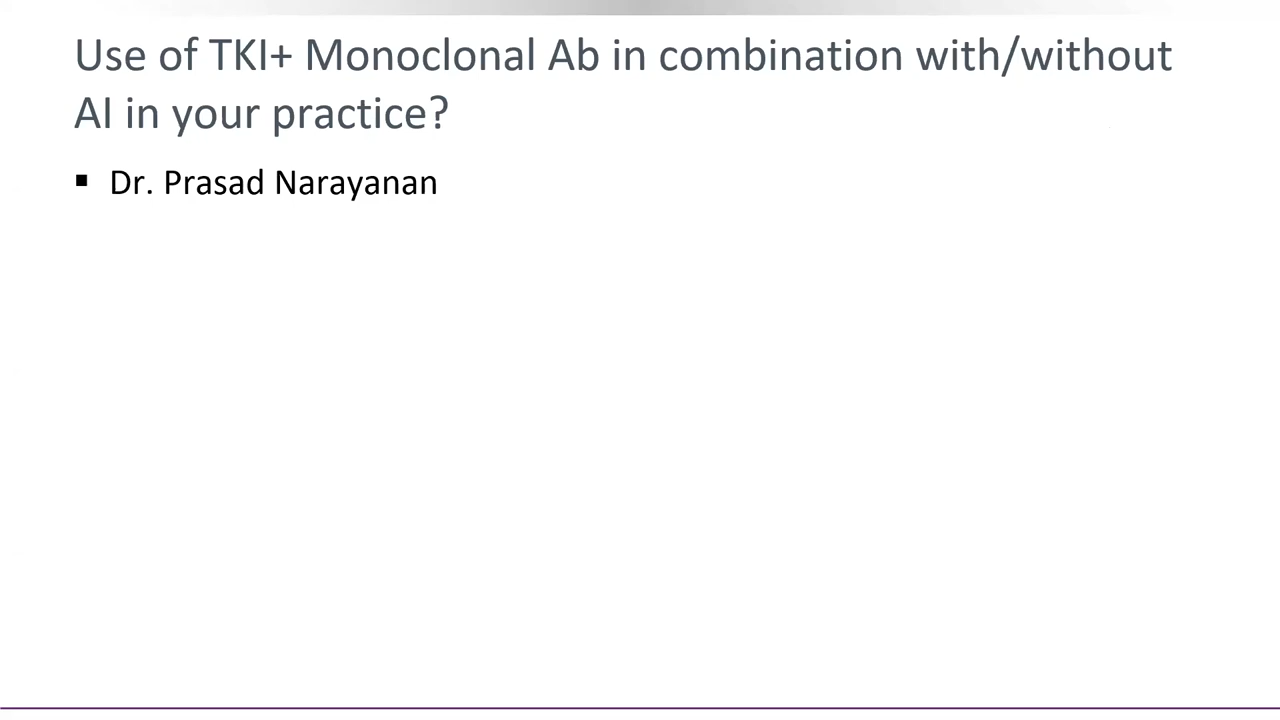 Use of TKI+ Monoclonal Ab in combination with/without
AI in your practice?
▪ Dr. Prasad Narayanan